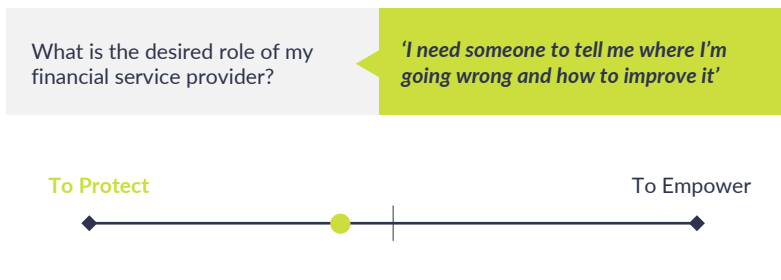 What is the desired role of my
financial service provider?
‘I need someone to tell me where I’m
going wrong and how to improve it’
To Protect
To Empower